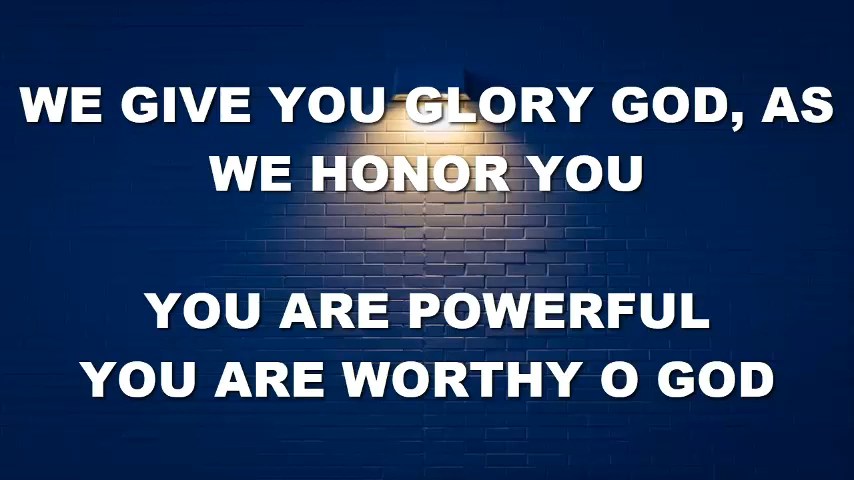 WE GIVE YOU GLORY GOD, AS
WE HONOR YOU
YOU ARE POWERFUL
YOU ARE WORTHY O GOD